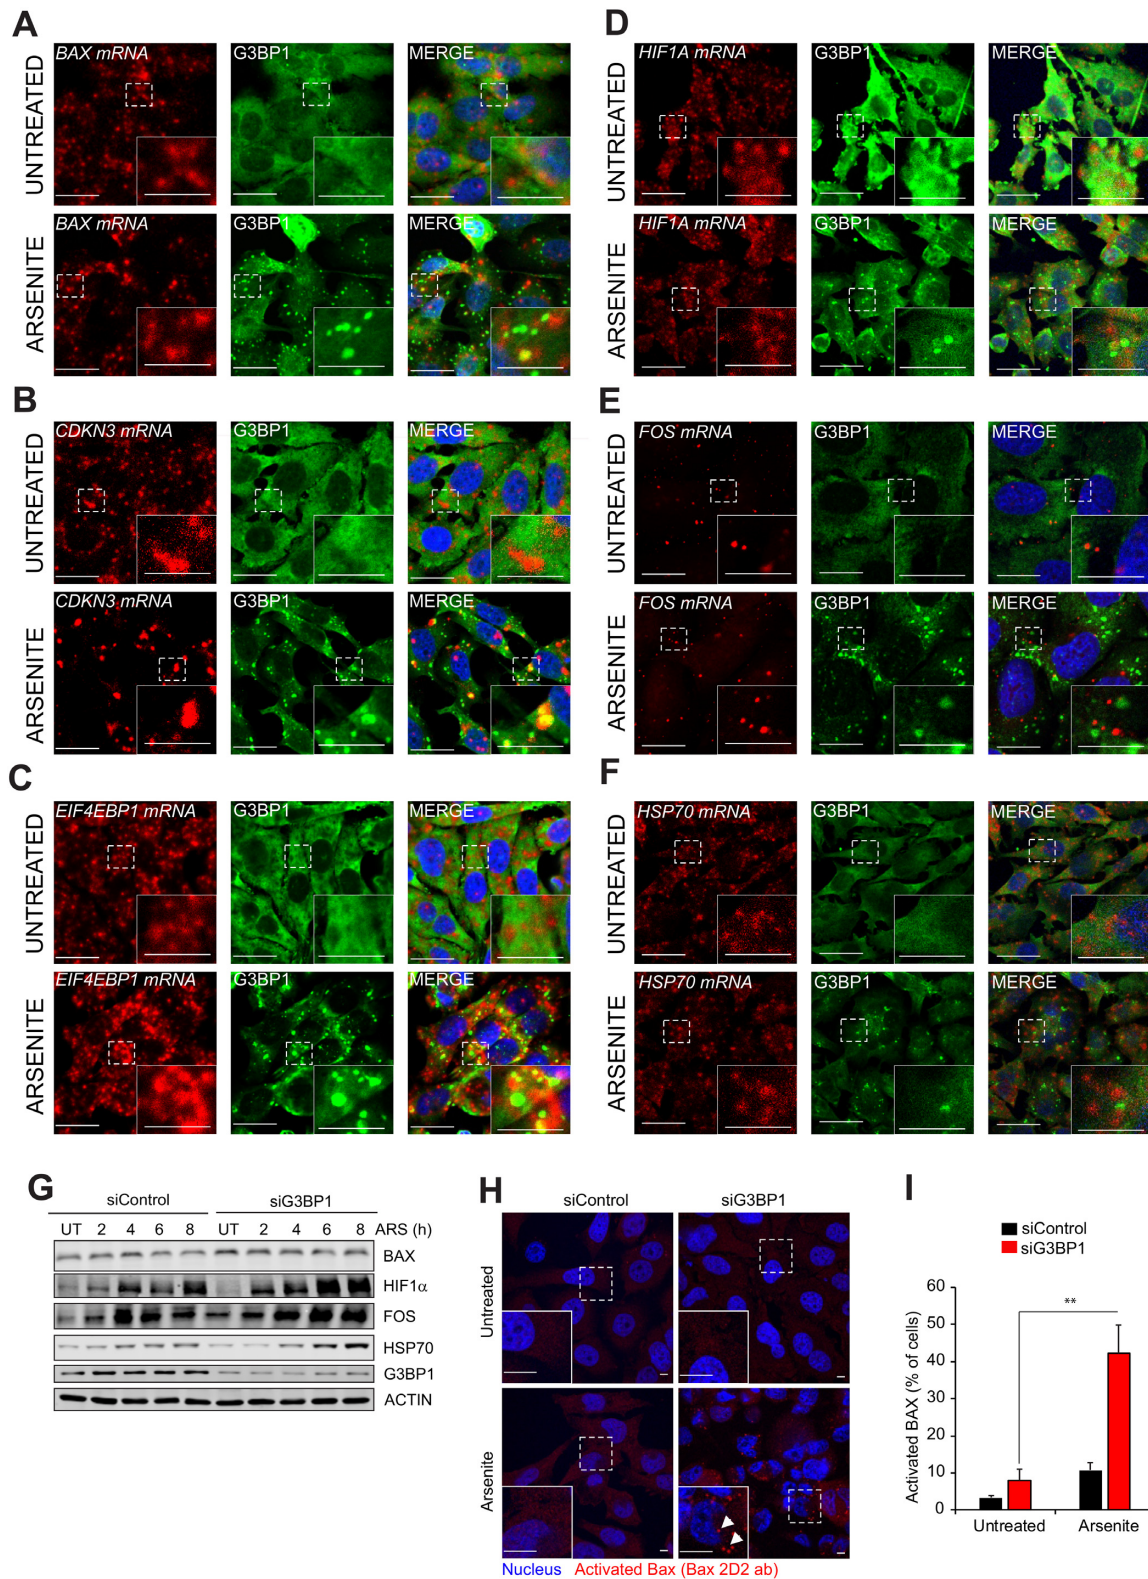 A
BAX mRNA G3BP1 MERGE
UNTREATED
BAX mRNA G3BP1 MERGE
ARSENITE
B
CDKN3 mRNA G3BP1 MERGE
UNTREATED
CDKN3 mRNA G3BP1 MERGE
ARSENITE
C
EIF4EBP1 mRNA G3BP1 MERGE
UNTREATED
EIF4EBP1 mRNA G3BP1 MERGE
ARSENITE
D
HIF1A mRNA G3BP1 MERGE
UNTREATED
HIF1A mRNA G3BP1 MERGE
ARSENITE
E
FOS mRNA G3BP1 MERGE
UNTREATED
FOS mRNA G3BP1 MERGE
ARSENITE
F
HSP70 mRNA G3BP1 MERGE
UNTREATED
HSP70 mRNA G3BP1 MERGE
ARSENITE
G
siControl siG3BP1
UT 2 4 6 8 UT 2 4 6 8 ARS (h)
BAX
HIF1α
FOS
HSP70
G3BP1
ACTIN
H
siControl siG3BP1
Untreated
Arsenite
Nucleus Activated Bax (Bax 2D2 ab)
I
siControl
siG3BP1
Activated BAX (% of cells)
60
50
40
30
20
10
0
**
Untreated Arsenite